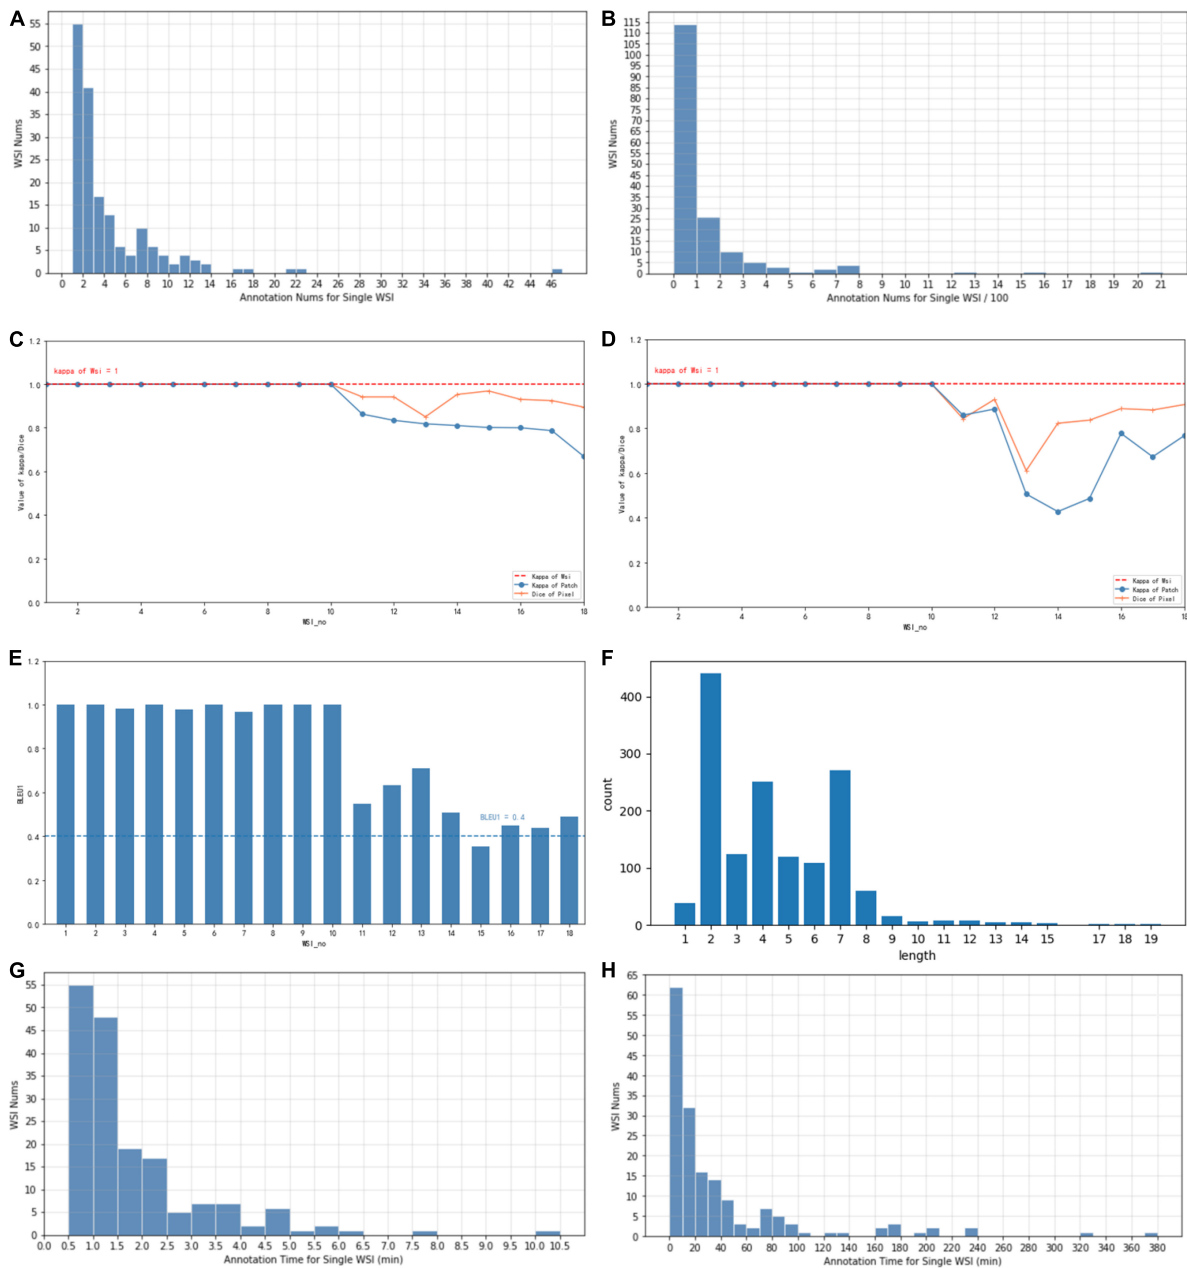 A
55
50
45
40
35
30
25
20
15
10
5
0
WSI Nums
0 2 4 6 8 10 12 14 16 18 20 22 24 26 28 30 32 34 36 38 40 42 44 46
Annotation Nums for Single WSI
B
115
110
105
100
95
90
85
80
75
70
65
60
55
50
45
40
35
30
25
20
15
10
5
0
WSI Nums
0 1 2 3 4 5 6 7 8 9 10 11 12 13 14 15 16 17 18 19 20 21
Annotation Nums for Single WSI / 100
C
1.2
kappa of Wsi = 1
1.0
0.8
0.6
0.4
0.2
0.0
Value of kappa/Dice
Kappa of Wsi
Kappa of Patch
Dice of Pixel
2 4 6 8 10 12 14 16 18
WSI_no
D
1.2
kappa of Wsi = 1
1.0
0.8
0.6
0.4
0.2
0.0
Value of kappa/Dice
Kappa of Wsi
Kappa of Patch
Dice of Pixel
2 4 6 8 10 12 14 16 18
WSI_no
E
1.2
1.0
0.8
0.6
0.4
0.2
0.0
BLEU1
BLEU1 = 0.4
1 2 3 4 5 6 7 8 9 10 11 12 13 14 15 16 17 18
WSI_no
F
400
300
200
100
0
count
1 2 3 4 5 6 7 8 9 10 11 12 13 14 15 17 18 19
length
G
55
50
45
40
35
30
25
20
15
10
5
0
WSI Nums
0.0 0.5 1.0 1.5 2.0 2.5 3.0 3.5 4.0 4.5 5.0 5.5 6.0 6.5 7.0 7.5 8.0 8.5 9.0 9.5 10.0 10.5
Annotation Time for Single WSI (min)
H
65
60
55
50
45
40
35
30
25
20
15
10
5
0
WSI Nums
0 20 40 60 80 100 120 140 160 180 200 220 240 260 280 300 320 340 360 380
Annotation Time for Single WSI (min)